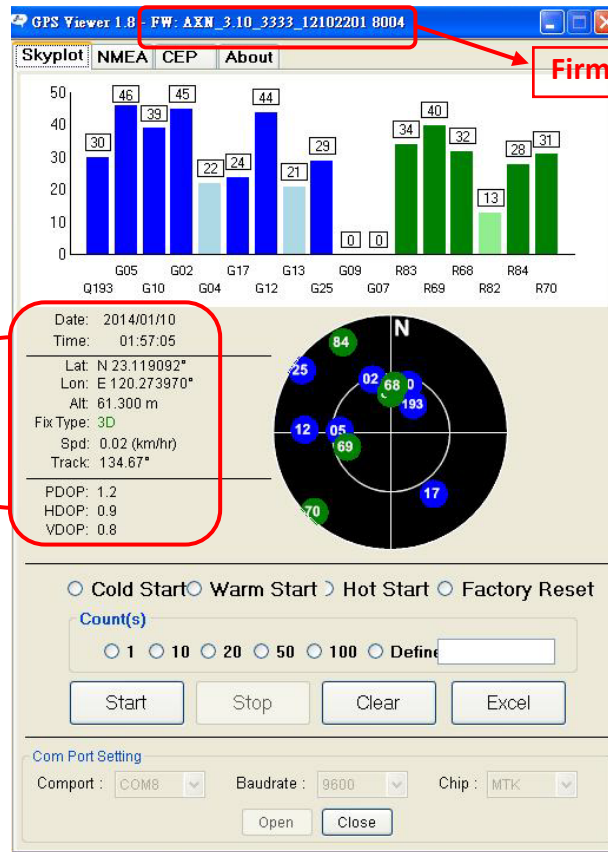 GPS Viewer 1.8 - FW: AXN_3.10_3333_12102201 8004
Skyplot NMEA CEP About
Firm
50
40
30
20
10
0
30 46 39 45 22 24 44 21 29 0 0 34 40 32 13 28 31
G05 G02 G17 G13 G09 R83 R68 R84
Q193 G10 G04 G12 G25 G07 R69 R82 R70
Date: 2014/01/10
Time: 01:57:05
Lat: N 23.119092°
Lon: E 120.273970°
Alt: 61.300 m
Fix Type: 3D
Spd: 0.02 (km/hr)
Track: 134.67°
PDOP: 1.2
HDOP: 0.9
VDOP: 0.8
N
84
25
02 68 0
193
12 05
69
17
70
Cold Start Warm Start Hot Start Factory Reset
Count(s)
1 10 20 50 100 Define
Start Stop Clear Excel
Com Port Setting
Comport : COM8 Baudrate : 9600 Chip : MTK
Open Close